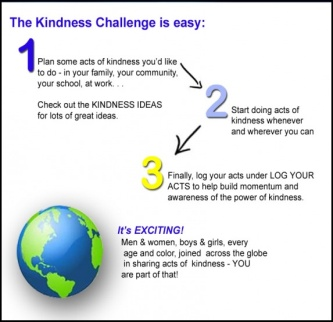 The Kindness Challenge is easy:
1
Plan some acts of kindness you'd like
to do - in your family, your community,
your school, at work. . .
Check out the KINDNESS IDEAS
for lots of great ideas.
2
Start doing acts of
kindness whenever
and wherever you can
3
Finally, log your acts under LOG YOUR
ACTS to help build momentum and
awareness of the power of kindness.
It's EXCITING!
Men & women, boys & girls, every
age and color, joined across the globe
in sharing acts of kindness - YOU
are part of that!